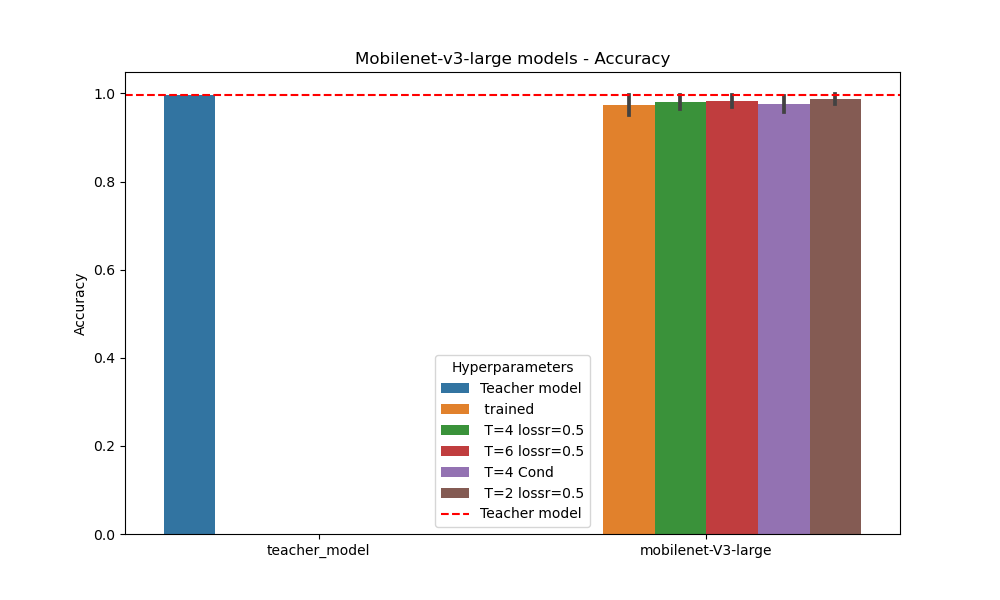 Mobilenet-v3-large models - Accuracy
Accuracy
1.0
0.8
0.6
0.4
0.2
0.0
Hyperparameters
Teacher model
trained
T=4 lossr=0.5
T=6 lossr=0.5
T=4 Cond
T=2 lossr=0.5
Teacher model
teacher_model
mobilenet-V3-large